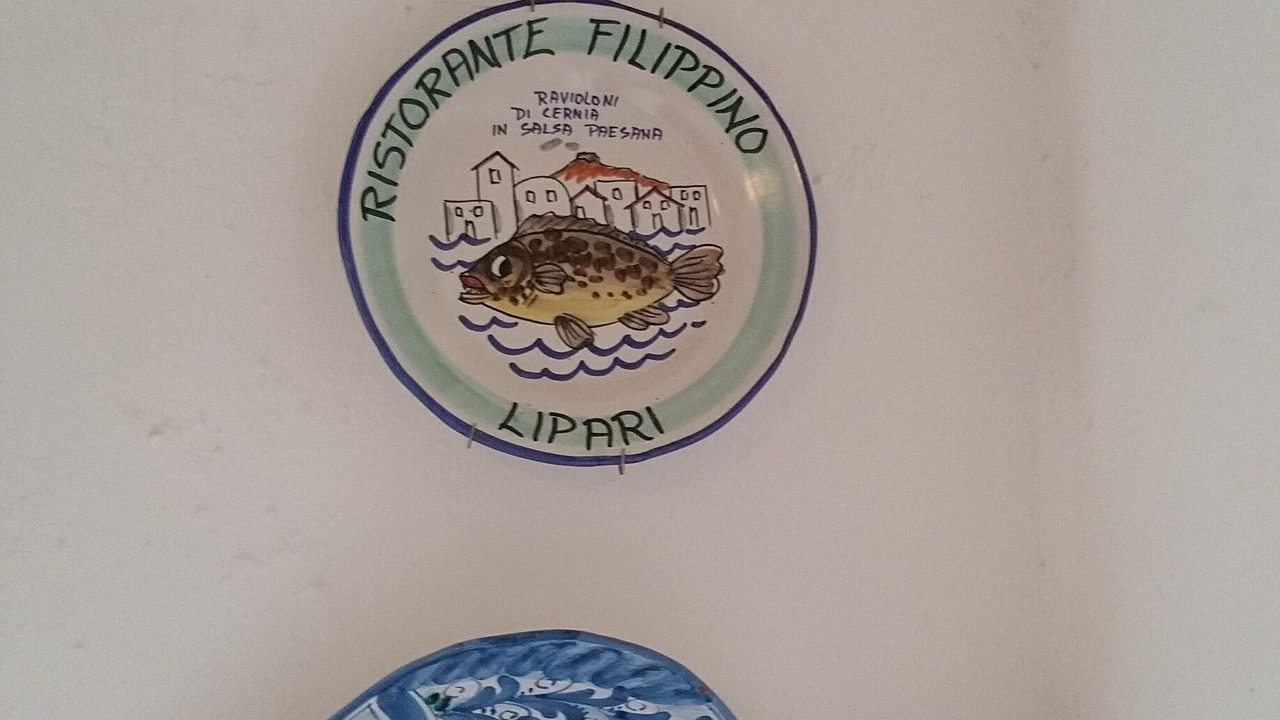 RISTORANTE FILIPPINO
RAVIOLONI
DI CERNIA
IN SALSA PAESANA
LIPARI